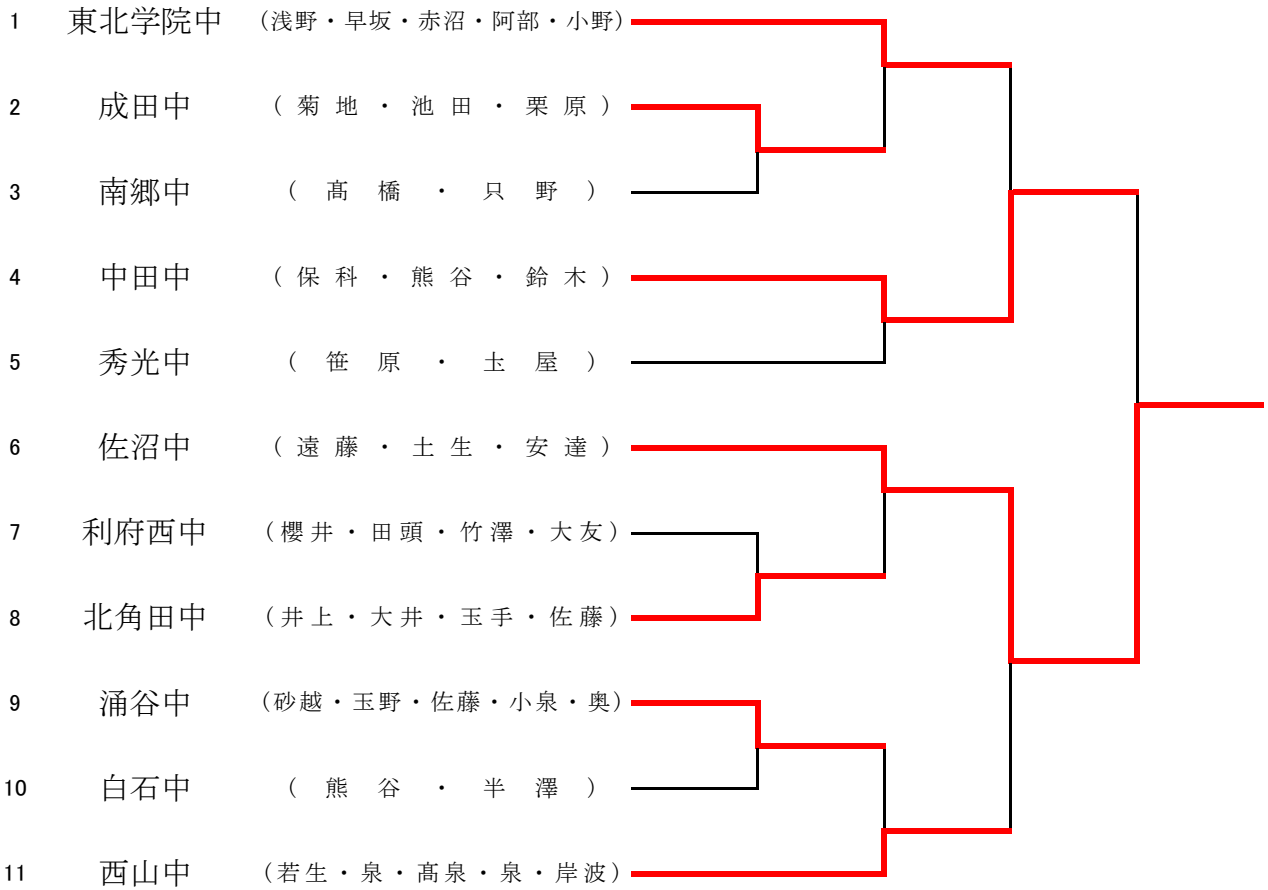 1 東北学院中 (浅野・早坂・赤沼・阿部・小野)
2 成田中 (菊地・池田・栗原)
3 南郷中 (髙橋・只野)
4 中田中 (保科・熊谷・鈴木)
5 秀光中 (笹原・圡屋)
6 佐沼中 (遠藤・土生・安達)
7 利府西中 (櫻井・田頭・竹澤・大友)
8 北角田中 (井上・大井・玉手・佐藤)
9 涌谷中 (砂越・玉野・佐藤・小泉・奥)
10 白石中 (熊谷・半澤)
11 西山中 (若生・泉・髙泉・泉・岸波)